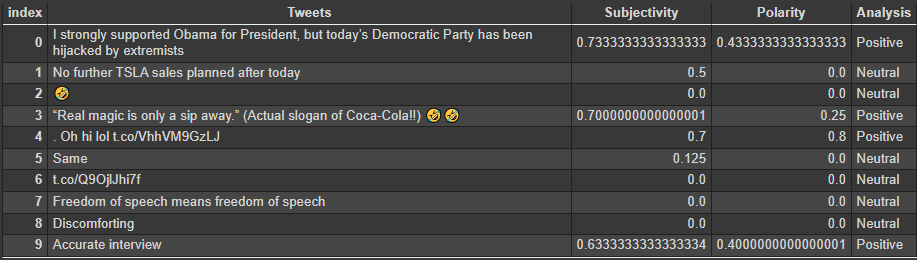 index Tweets Subjectivity Polarity Analysis
0 I strongly supported Obama for President, but today’s Democratic Party has been
hijacked by extremists 0.7333333333333333 0.4333333333333333 Positive
1 No further TSLA sales planned after today 0.5 0.0 Neutral
2 🤣 0.0 0.0 Neutral
3 “Real magic is only a sip away.” (Actual slogan of Coca-Cola!!) 🤣🤣 0.7000000000000001 0.25 Positive
4 . Oh hi lol t.co/VhhVM9GzLJ 0.7 0.8 Positive
5 Same 0.125 0.0 Neutral
6 t.co/Q9OjlJhi7f 0.0 0.0 Neutral
7 Freedom of speech means freedom of speech 0.0 0.0 Neutral
8 Discomforting 0.0 0.0 Neutral
9 Accurate interview 0.6333333333333334 0.4000000000000001 Positive